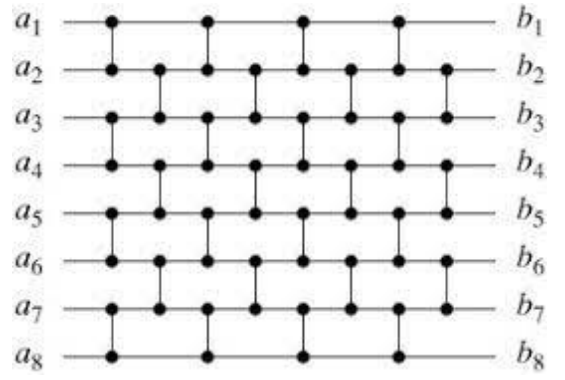 a₁ b₁
a₂ b₂
a₃ b₃
a₄ b₄
a₅ b₅
a₆ b₆
a₇ b₇
a₈ b₈